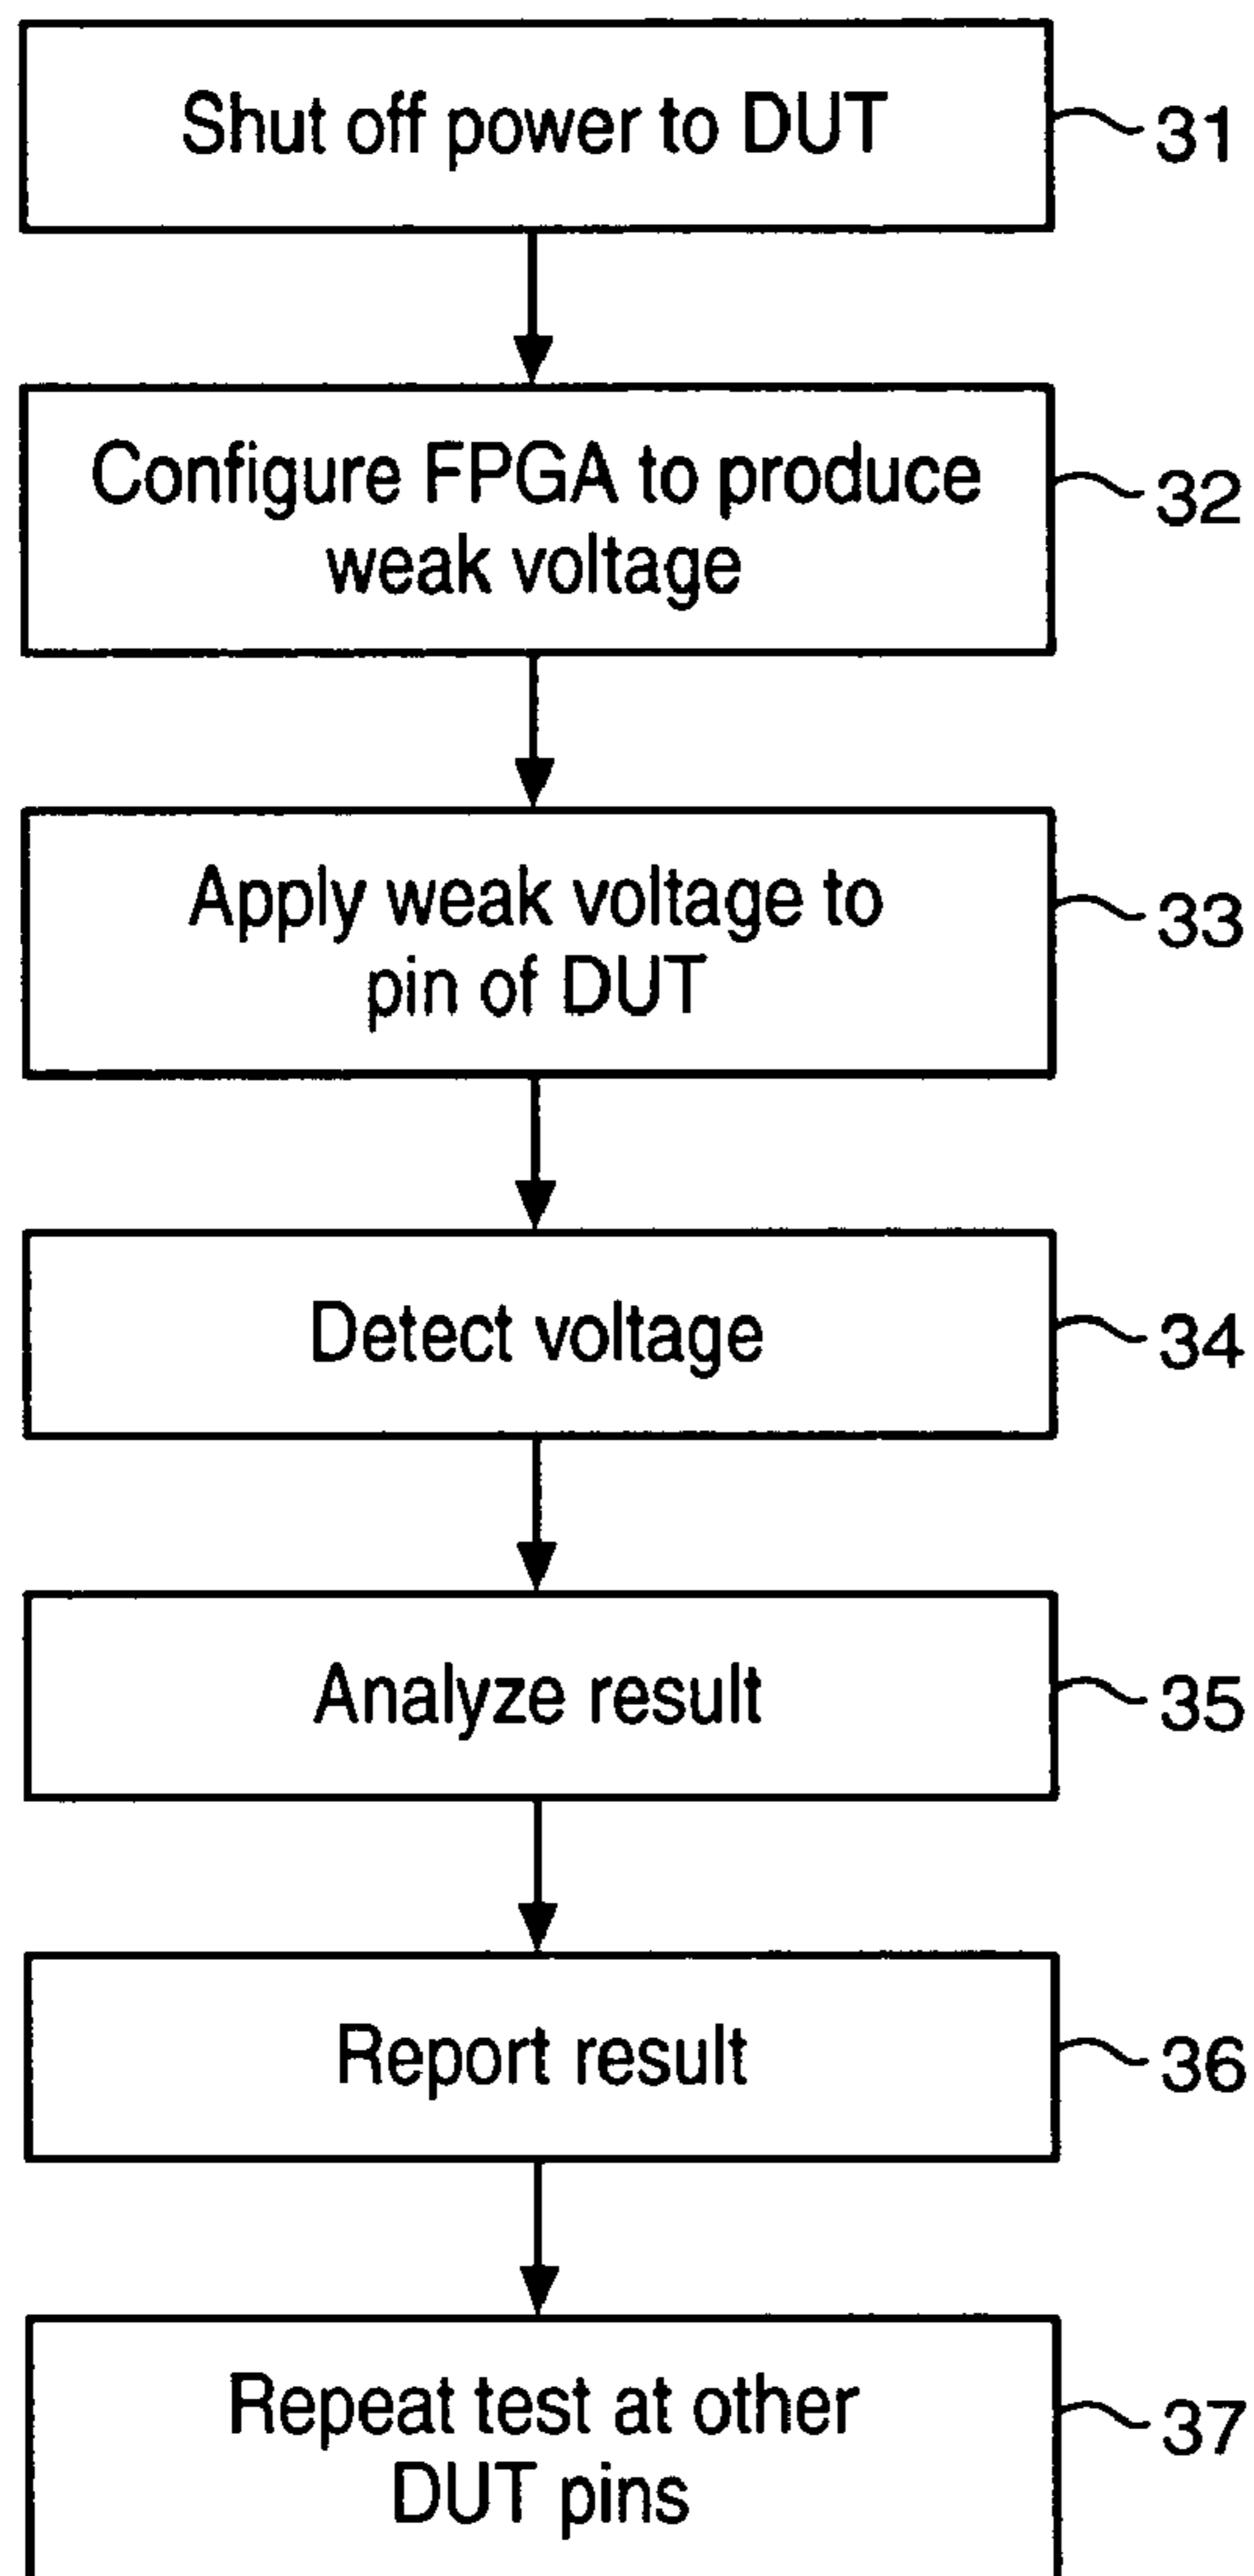 Shut off power to DUT
31
Configure FPGA to produce
weak voltage
32
Apply weak voltage to
pin of DUT
33
Detect voltage
34
Analyze result
35
Report result
36
Repeat test at other
DUT pins
37